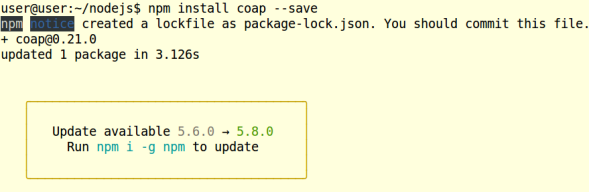 user@user:~/nodejs$ npm install coap --save
npm notice created a lockfile as package-lock.json. You should commit this file.
+ coap@0.21.0
updated 1 package in 3.126s
Update available 5.6.0 → 5.8.0
Run npm i -g npm to update